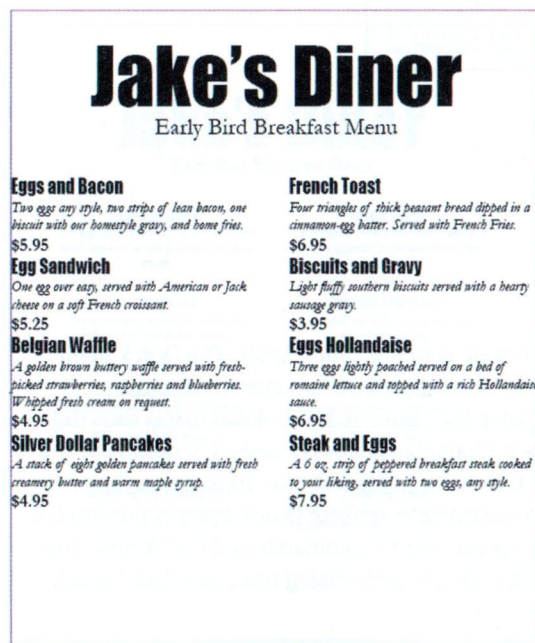 Jake's Diner
Early Bird Breakfast Menu
Eggs and Bacon
Two eggs any style, two strips of lean bacon, one
biscuit with our homestyle gravy, and home fries.
$5.95
Egg Sandwich
One egg over easy, served with American or Jack
cheese on a soft French croissant.
$5.25
Belgian Waffle
A golden brown buttery waffle served with fresh-
picked strawberries, raspberries and blueberries.
Whipped fresh cream on request.
$4.95
Silver Dollar Pancakes
A stack of eight golden pancakes served with fresh
creamery butter and warm maple syrup.
$4.95
French Toast
Four triangles of thick peasant bread dipped in a
cinnamon-egg batter. Served with French Fries.
$6.95
Biscuits and Gravy
Light fluffy southern biscuits served with a hearty
sausage gravy.
$3.95
Eggs Hollandaise
Three eggs lightly poached served on a bed of
romaine lettuce and topped with a rich Hollandaise
sauce.
$6.95
Steak and Eggs
A 6 oz. strip of peppered breakfast steak cooked
to your liking, served with two eggs, any style.
$7.95